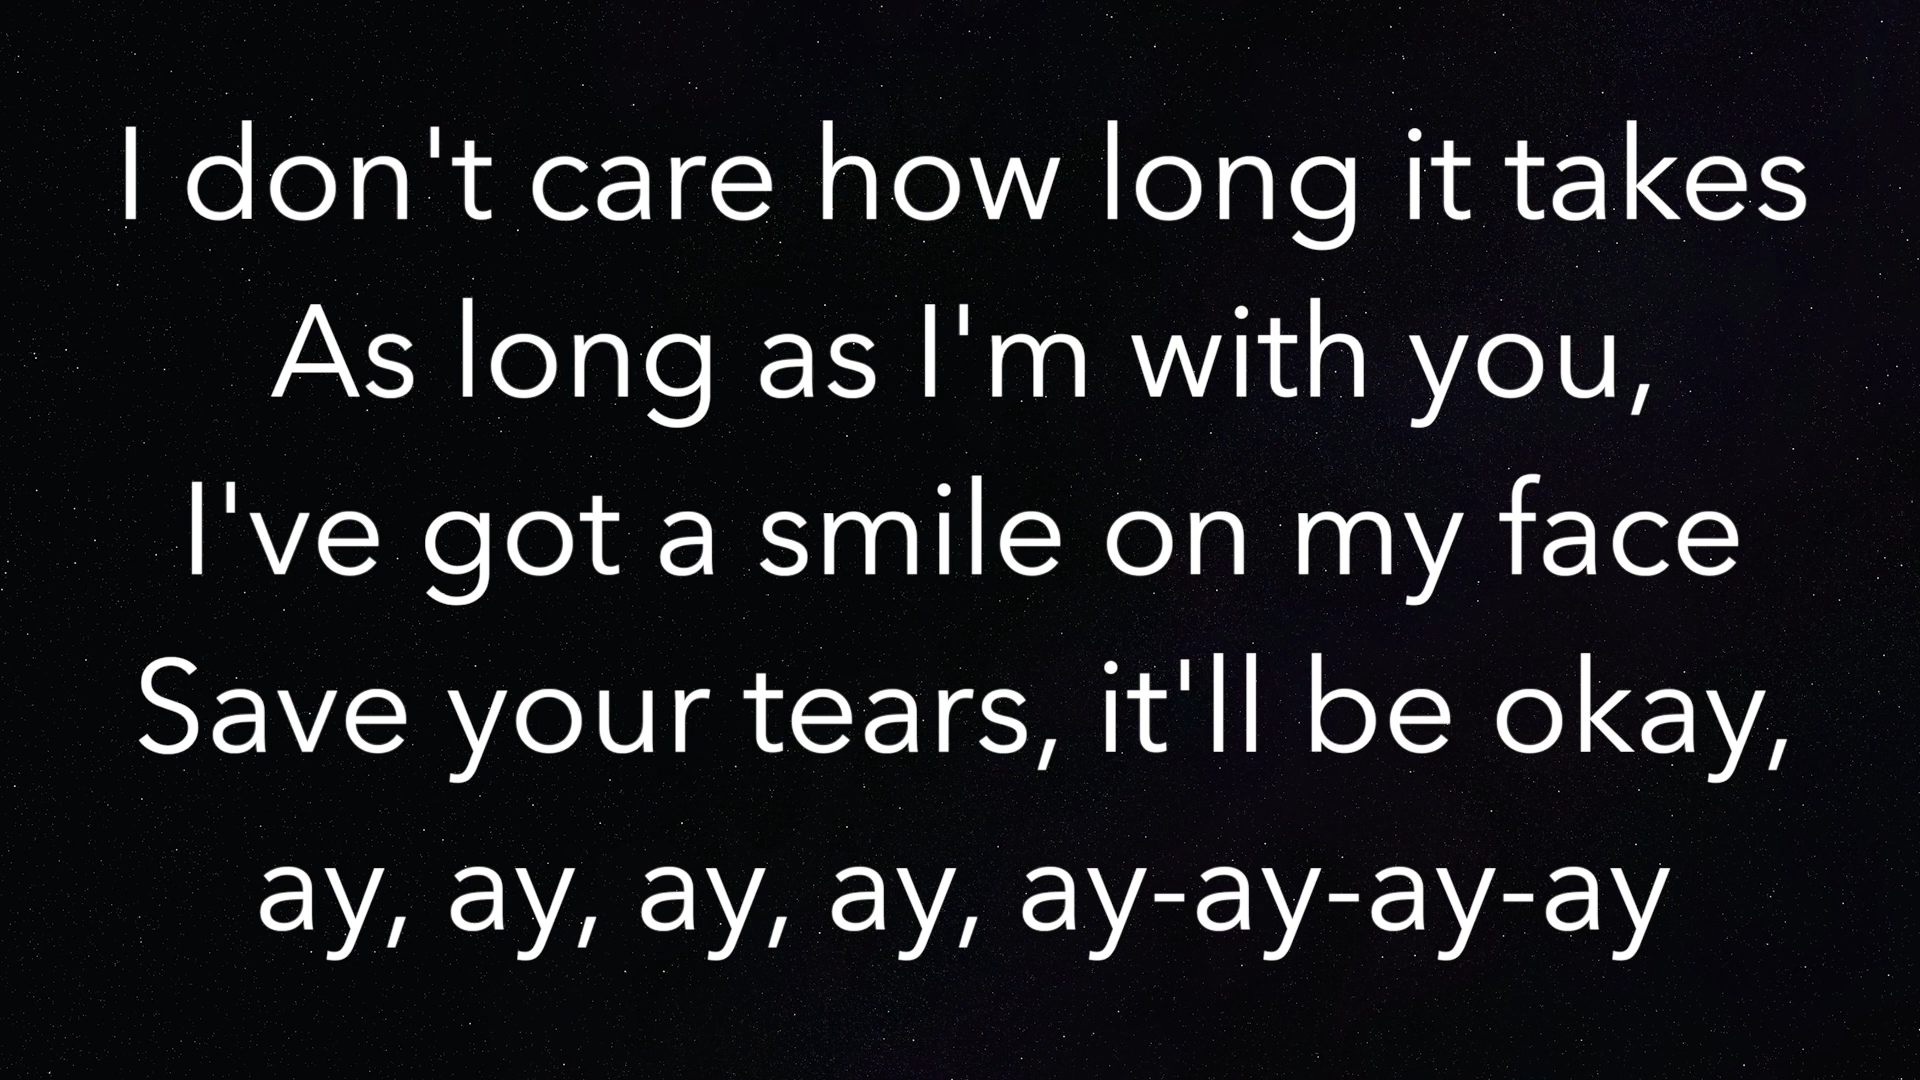 I don't care how long it takes
As long as I'm with you,
I've got a smile on my face
Save your tears, it'll be okay,
ay, ay, ay, ay, ay-ay-ay-ay